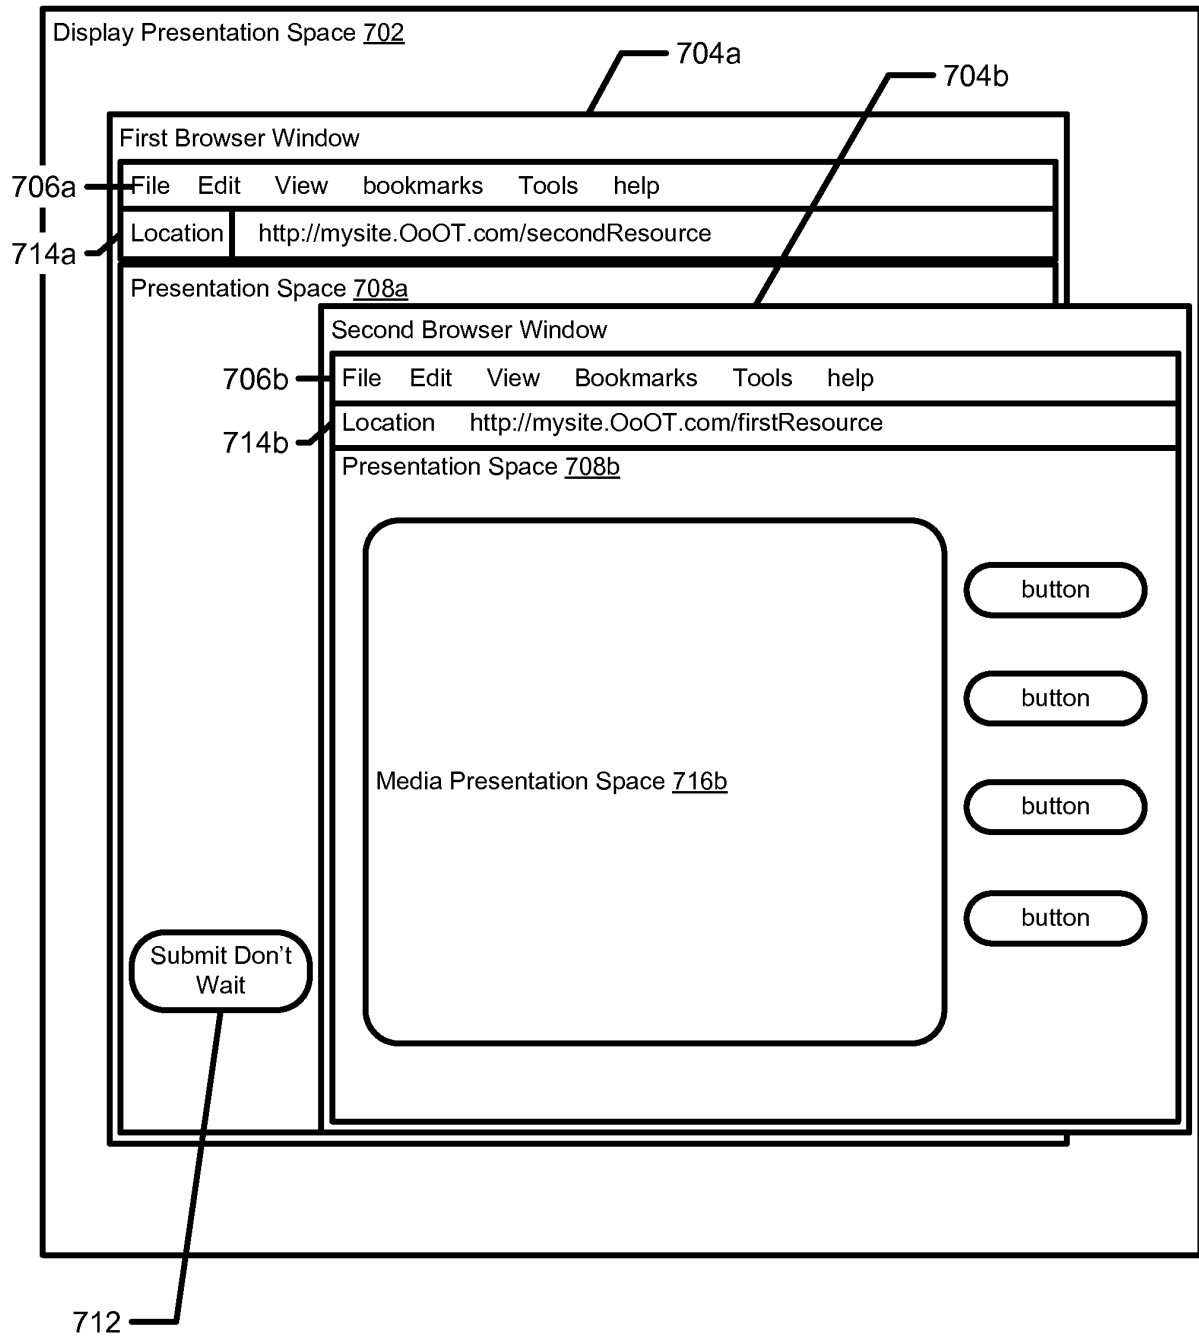 Display Presentation Space 702
704a
704b
First Browser Window
706a
File Edit View bookmarks Tools help
714a
Location http://mysite.OoOT.com/secondResource
Presentation Space 708a
Second Browser Window
706b
File Edit View Bookmarks Tools help
714b
Location http://mysite.OoOT.com/firstResource
Presentation Space 708b
button
button
Media Presentation Space 716b
button
button
Submit Don't
Wait
712